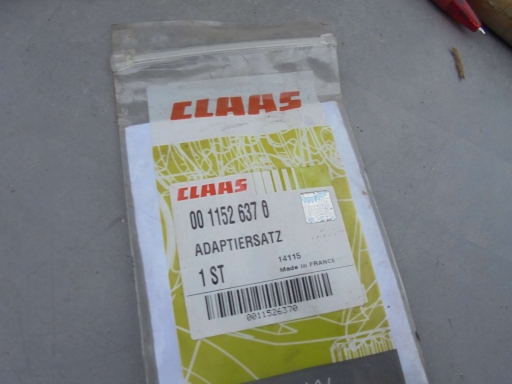 CLAAS
CLAAS
00 1152 637 0
ADAPTIERSATZ
1 ST
14115
Made in FRANCE
0011526370